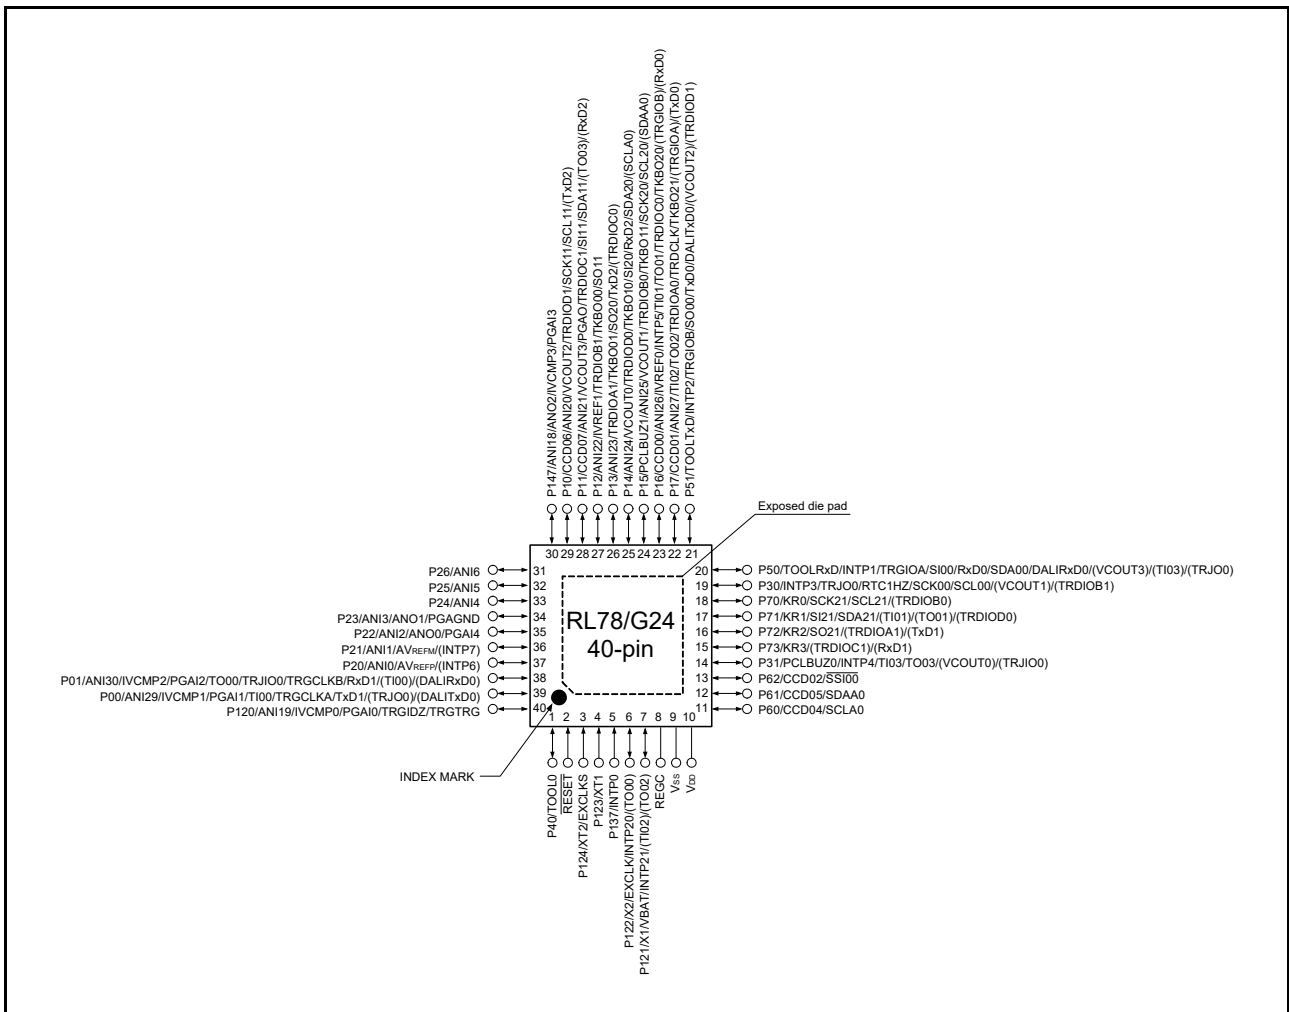 P147/ANI18/ANO2/IVCMP3/PGAI3
P10/CCD06/ANI20/VCOUT2/TRDIOD1/SCK11/SCL11/(TxD2)
P11/CCD07/ANI21/VCOUT3/PGAO/TRDIOC1/SI11/SDA11/(TO03)/(RxD2)
P12/ANI22/IVREF1/TRDIOB1/TKBO00/SO11
P13/ANI23/TRDIOA1/TKBO01/SO20/TxD2/(TRDIOC0)
P14/ANI24/VCOUT0/TRDIOD0/TKBO10/SI20/RxD2/SDA20/(SCLA0)
P15/PCLBUZ1/ANI25/VCOUT1/TRDIOB0/TKBO11/SCK20/SCL20/(SDAA0)
P16/CCD00/ANI26/IVREF0/INTP5/TI01/TO01/TRDIOC0/TKBO20/(TRGIOB)/(RxD0)
P17/CCD01/ANI27/TI02/TO02/TRDIOA0/TRDCLK/TKBO21/(TRGIOA)/(TxD0)
P51/TOOLTxD/INTP2/TRGIOB/SO00/TxD0/DALITxD0/(VCOUT2)/(TRDIOD1)
Exposed die pad
30 29 28 27 26 25 24 23 22 21
P26/ANI6 31
P25/ANI5 32
P24/ANI4 33
P23/ANI3/ANO1/PGAGND 34
P22/ANI2/ANO0/PGAI4 35
P21/ANI1/AVREFM/(INTP7) 36
P20/ANI0/AVREFP/(INTP6) 37
P01/ANI30/IVCMP2/PGAI2/TO00/TRJIO0/TRGCLKB/RxD1/(TI00)/(DALIRxD0) 38
P00/ANI29/IVCMP1/PGAI1/TI00/TRGCLKA/TxD1/(TRJO0)/(DALITxD0) 39
P120/ANI19/IVCMP0/PGAI0/TRGIDZ/TRGTRG 40
RL78/G24
40-pin
20 P50/TOOLRxD/INTP1/TRGIOA/SI00/RxD0/SDA00/DALIRxD0/(VCOUT3)/(TI03)/(TRJO0)
19 P30/INTP3/TRJO0/RTC1HZ/SCK00/SCL00/(VCOUT1)/(TRDIOB1)
18 P70/KR0/SCK21/SCL21/(TRDIOB0)
17 P71/KR1/SI21/SDA21/(TI01)/(TO01)/(TRDIOD0)
16 P72/KR2/SO21/(TRDIOA1)/(TxD1)
15 P73/KR3/(TRDIOC1)/(RxD1)
14 P31/PCLBUZ0/INTP4/TI03/TO03/(VCOUT0)/(TRJIO0)
13 P62/CCD02/SSI00
12 P61/CCD05/SDAA0
11 P60/CCD04/SCLA0
1 2 3 4 5 6 7 8 9 10
INDEX MARK
P40/TOOL0
RESET
P124/XT2/EXCLKS
P123/XT1
P137/INTP0
P122/X2/EXCLK/INTP20/(TO00)
P121/X1/VBAT/INTP21/(TI02)/(TO02)
REGC
VSS
VDD